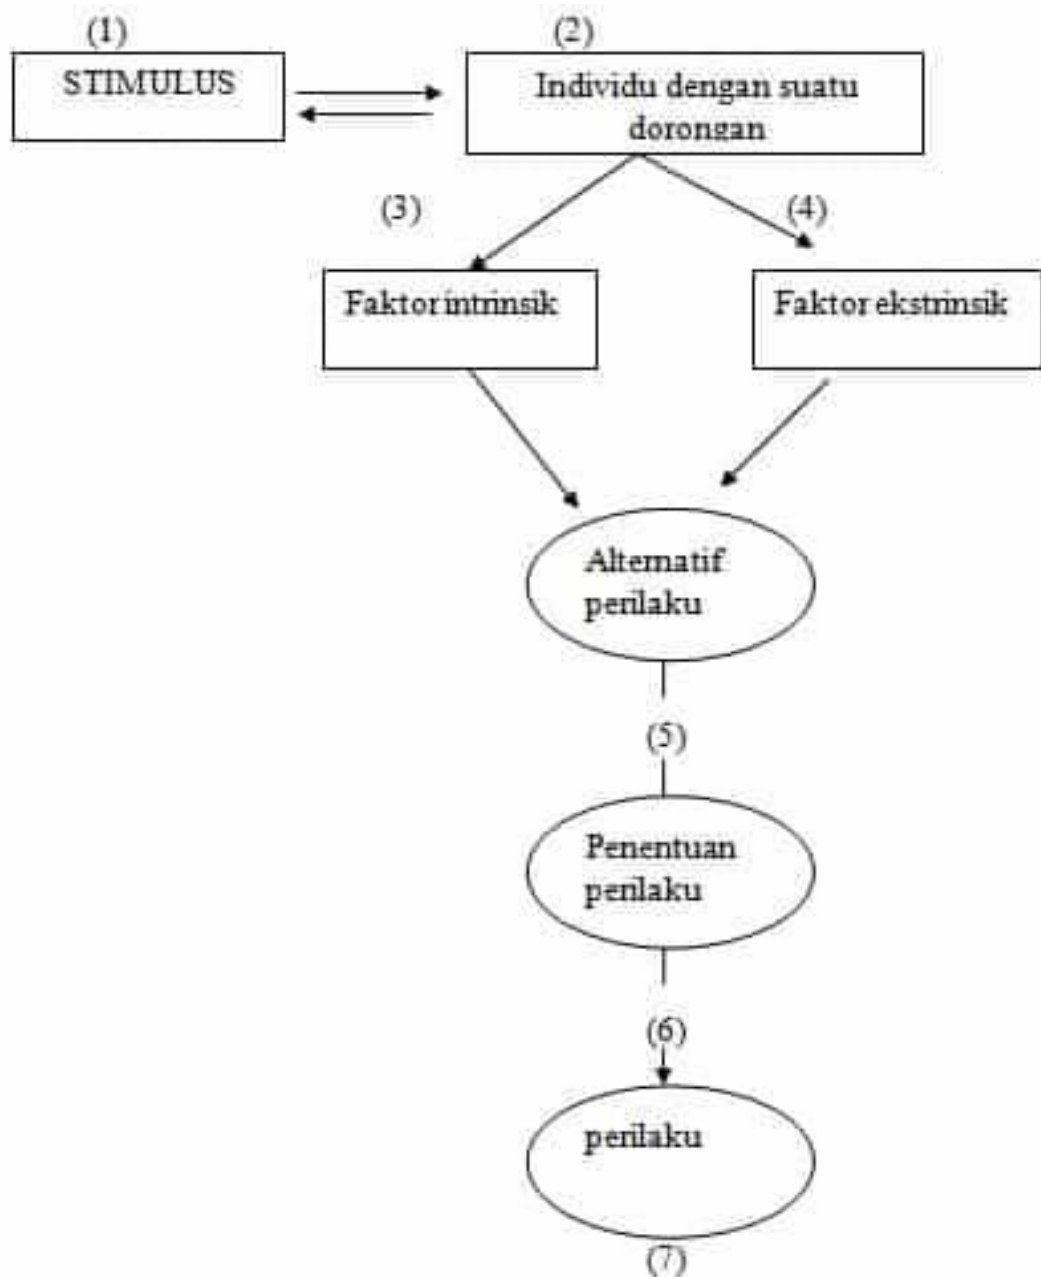 (1)
(2)
STIMULUS
Individu dengan suatu
dorongan
(3)
(4)
Faktor intrinsik
Faktor ekstrinsik
Alternatif
perilaku
(5)
Penentuan
perilaku
(6)
perilaku
(7)